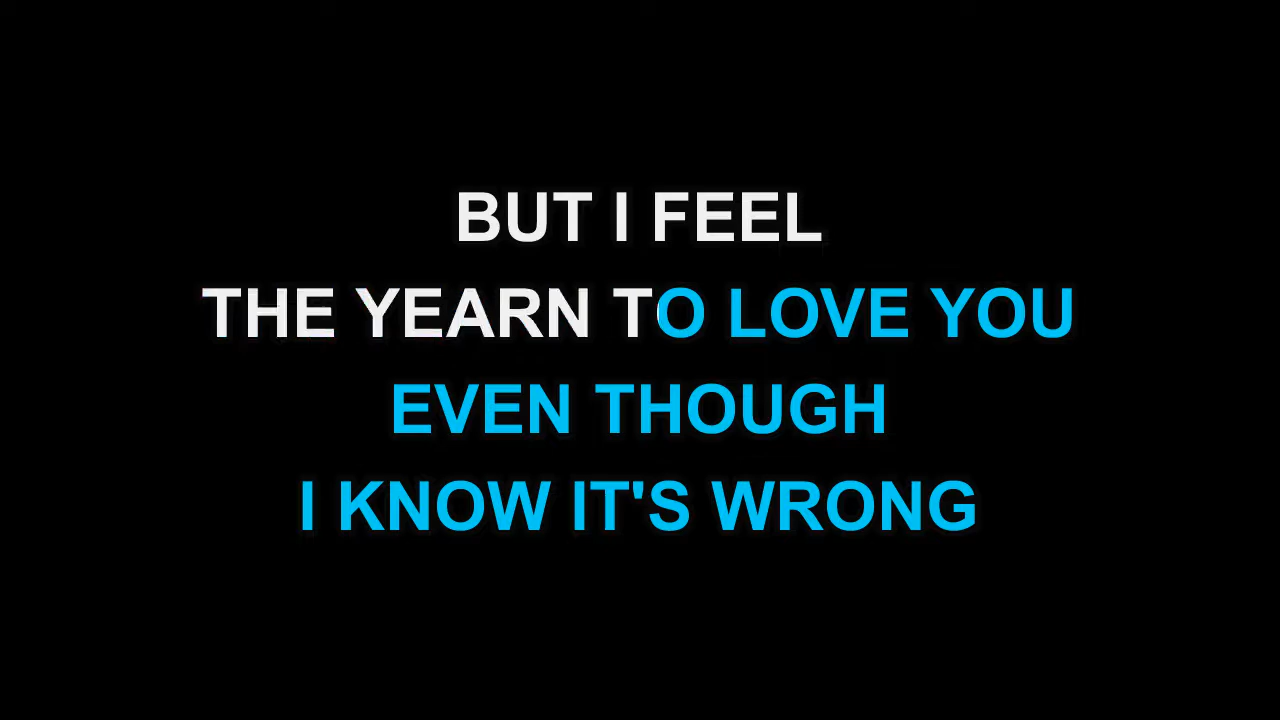 BUT I FEEL
THE YEARN TO LOVE YOU
EVEN THOUGH
I KNOW IT'S WRONG